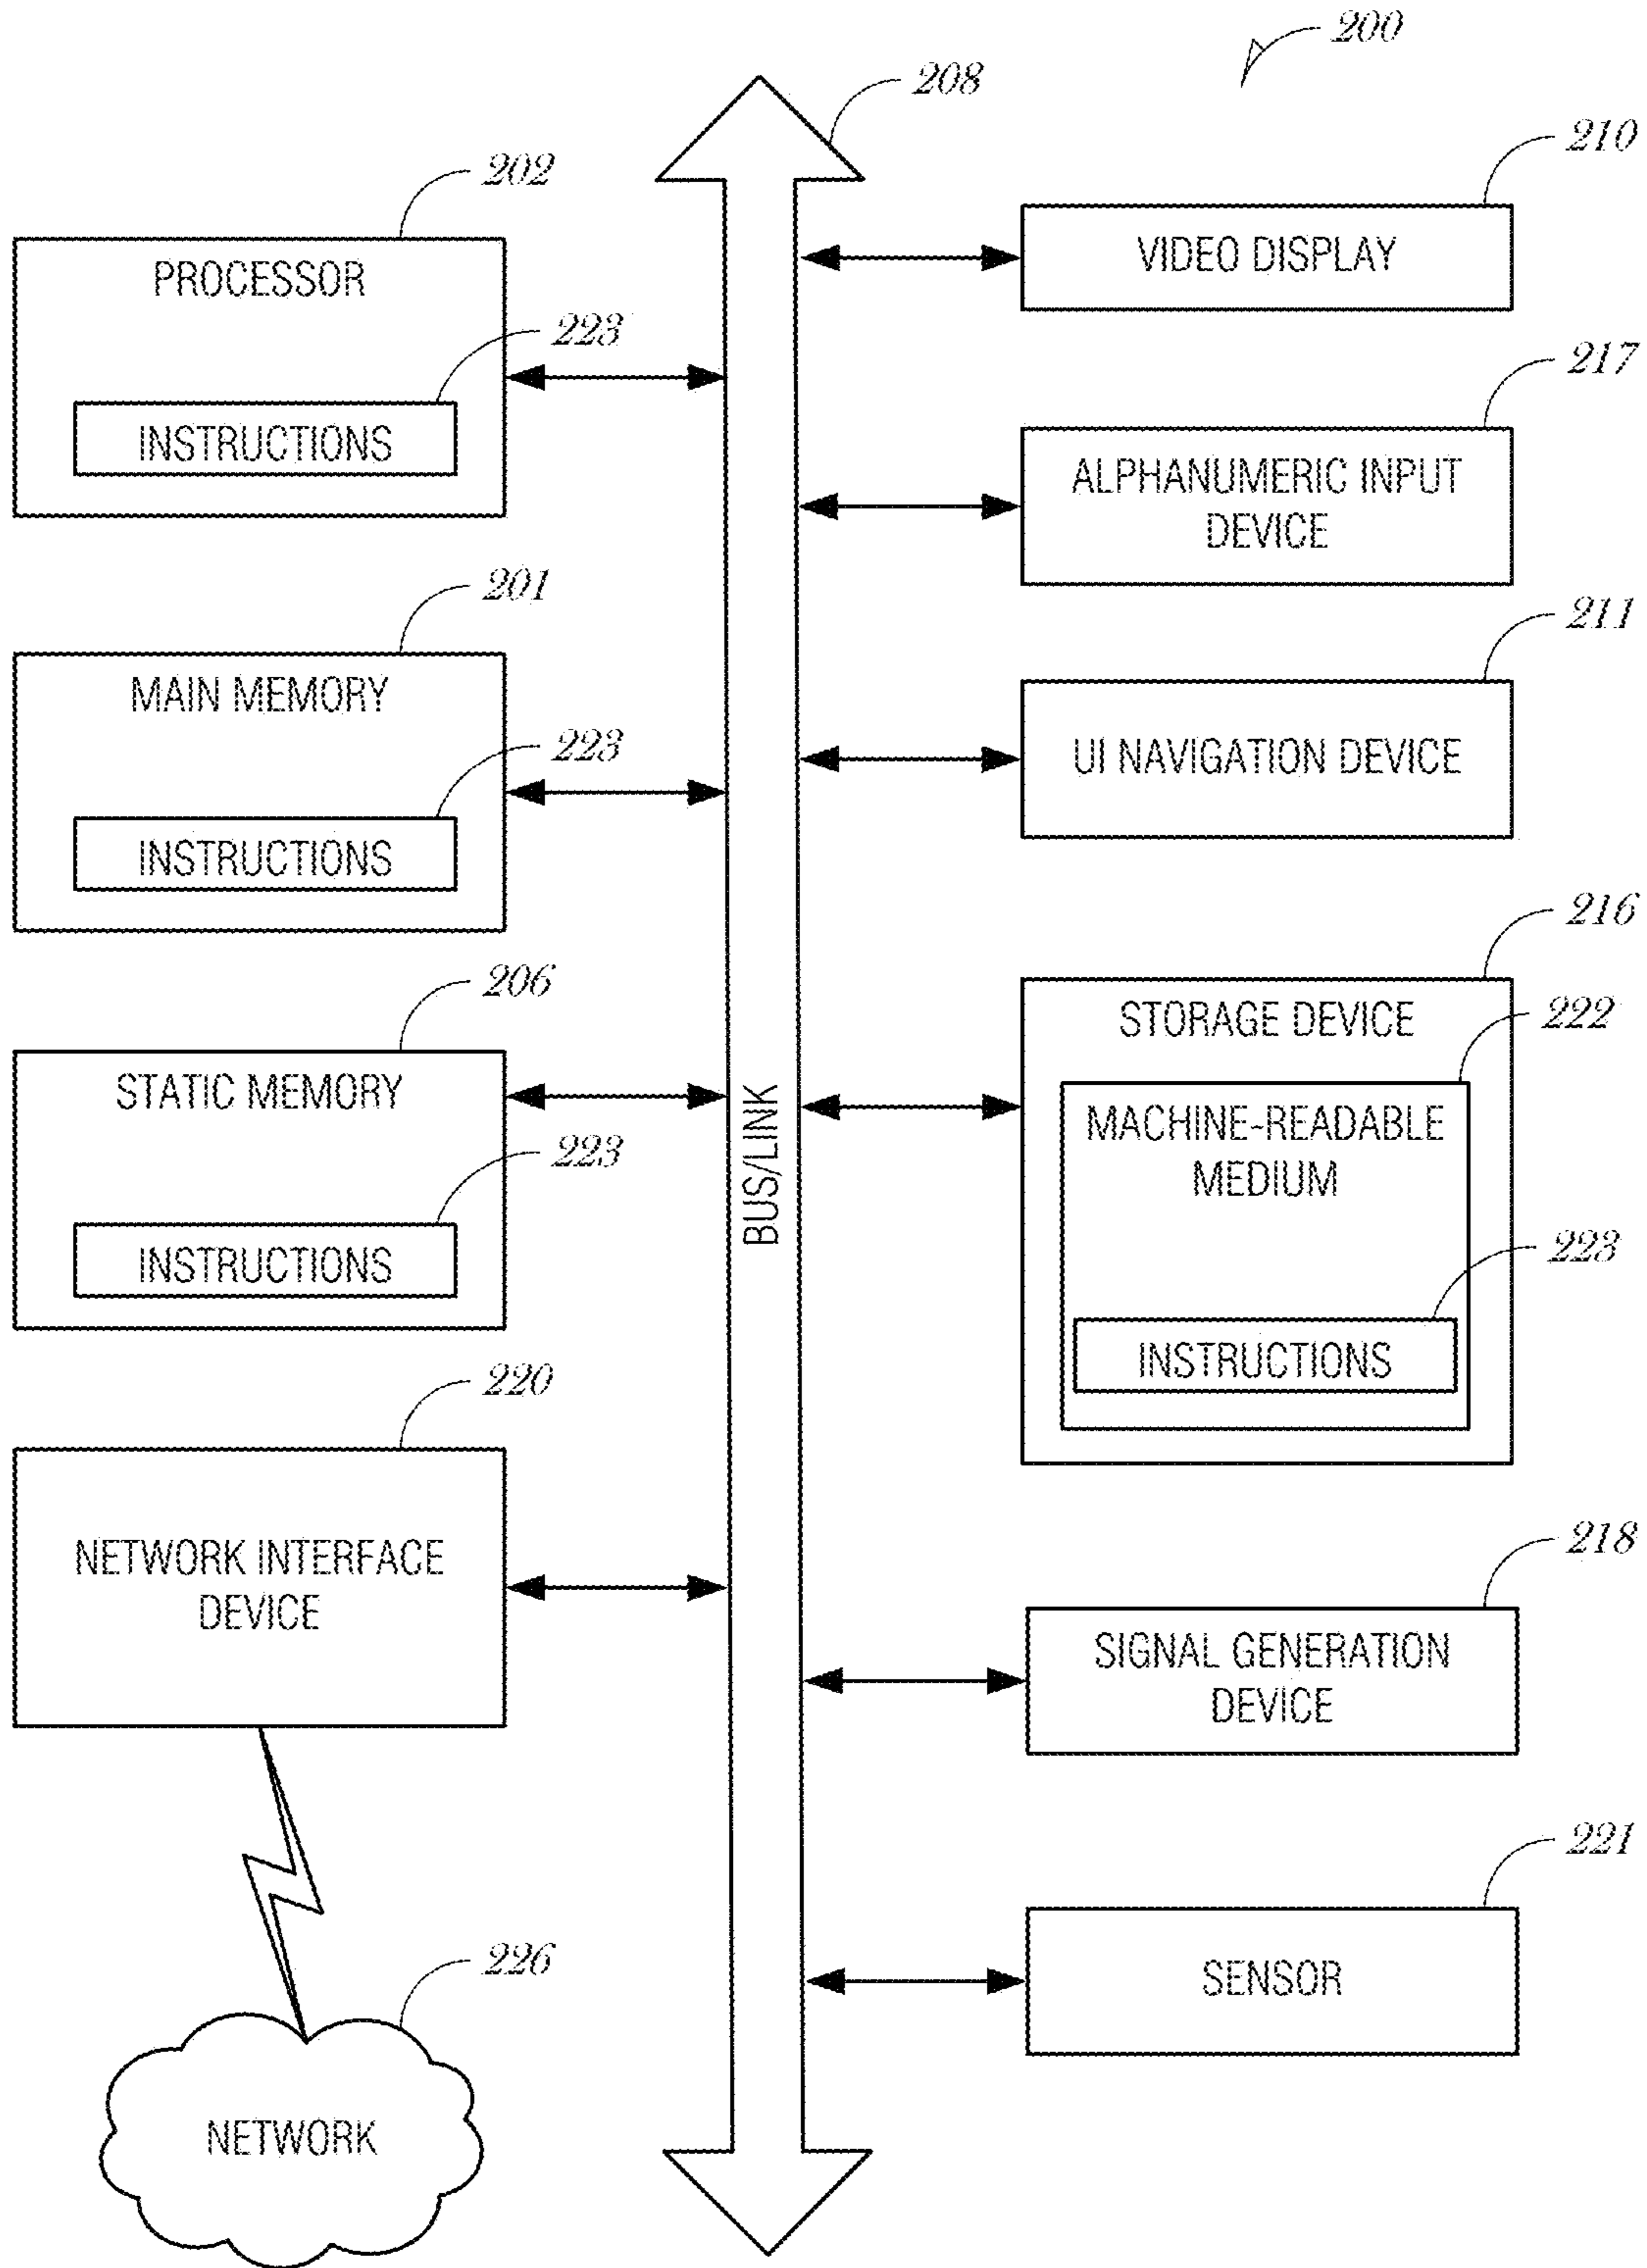 200
208
202
PROCESSOR
223
INSTRUCTIONS
201
MAIN MEMORY
223
INSTRUCTIONS
206
STATIC MEMORY
223
INSTRUCTIONS
220
NETWORK INTERFACE
DEVICE
226
NETWORK
BUS/LINK
210
VIDEO DISPLAY
217
ALPHANUMERIC INPUT
DEVICE
211
UI NAVIGATION DEVICE
216
STORAGE DEVICE
222
MACHINE-READABLE
MEDIUM
223
INSTRUCTIONS
218
SIGNAL GENERATION
DEVICE
221
SENSOR